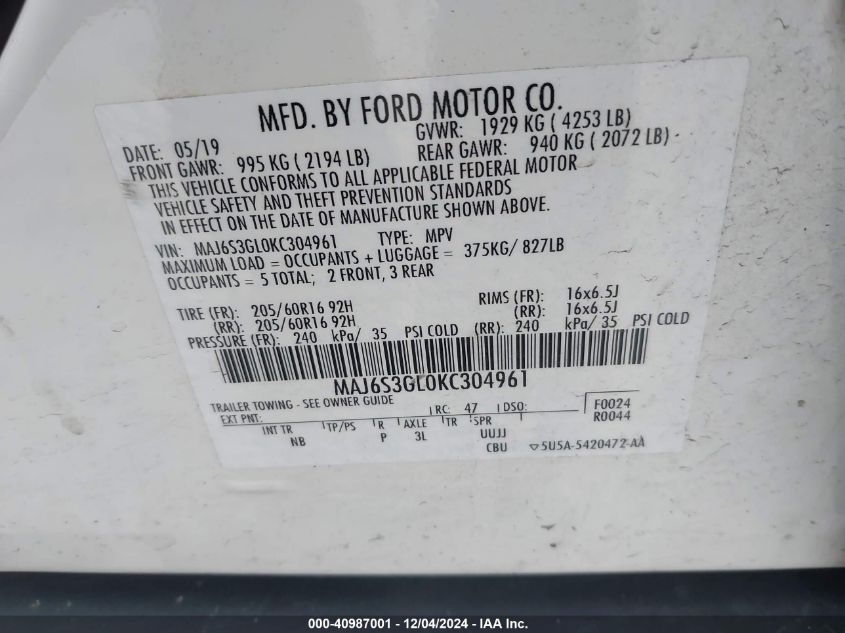 MFD. BY FORD MOTOR CO.
DATE: 05/19 GVWR: 1929 KG ( 4253 LB)
FRONT GAWR: 995 KG ( 2194 LB) REAR GAWR: 940 KG ( 2072 LB)
THIS VEHICLE CONFORMS TO ALL APPLICABLE FEDERAL MOTOR
VEHICLE SAFETY AND THEFT PREVENTION STANDARDS
IN EFFECT ON THE DATE OF MANUFACTURE SHOWN ABOVE.
VIN: MAJ6S3GL0KC304961 TYPE: MPV
MAXIMUM LOAD = OCCUPANTS + LUGGAGE = 375KG/ 827LB
OCCUPANTS = 5 TOTAL; 2 FRONT, 3 REAR
TIRE (FR): 205/60R16 92H RIMS (FR): 16x6.5J
(RR): 205/60R16 92H (RR): 16x6.5J
PRESSURE (FR): 240 kPa/ 35 PSI COLD (RR): 240 kPa/ 35 PSI COLD
MAJ6S3GL0KC304961
TRAILER TOWING - SEE OWNER GUIDE
EXT PNT: RC: 47 DSO: F0024
R0044
INT TR TP/PS R AXLE TR SPR
NB P 3L UUJJ
CBU 5U5A-5420472-AA
000-40987001 - 12/04/2024 - IAA Inc.